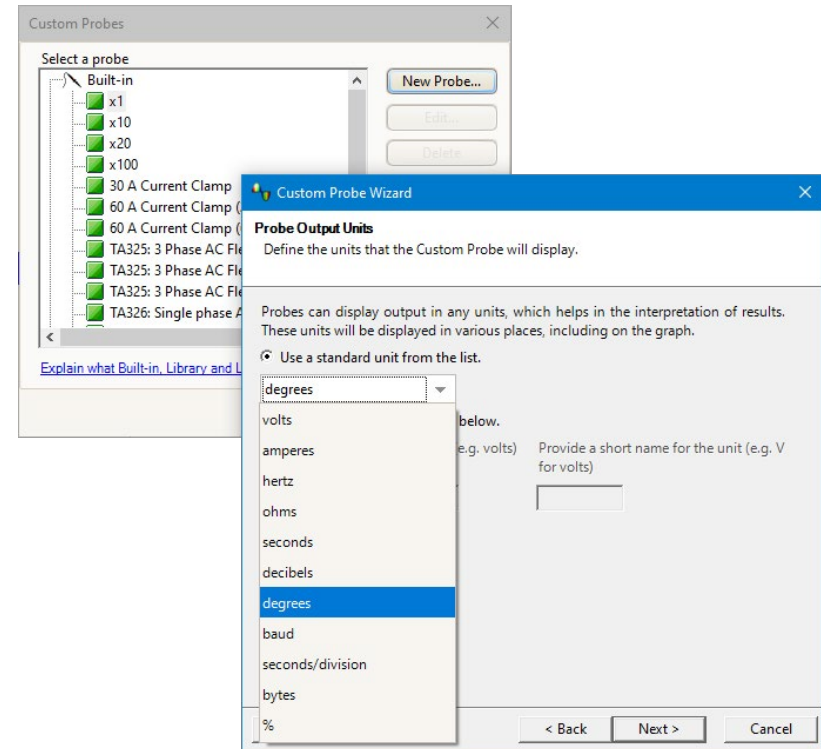 Custom Probes
Select a probe
Built-in
x1
x10
x20
x100
30 A Current Clamp
60 A Current Clamp (
60 A Current Clamp (
TA325: 3 Phase AC Fle
TA325: 3 Phase AC Fle
TA325: 3 Phase AC Fle
TA326: Single phase A
New Probe...
Edit...
Delete
Explain what Built-in, Library and L
Custom Probe Wizard
Probe Output Units
Define the units that the Custom Probe will display.
Probes can display output in any units, which helps in the interpretation of results.
These units will be displayed in various places, including on the graph.
Use a standard unit from the list.
degrees
volts
amperes
hertz
ohms
seconds
decibels
degrees
baud
seconds/division
bytes
%
below.
e.g. volts)
Provide a short name for the unit (e.g. V
for volts)
< Back
Next >
Cancel